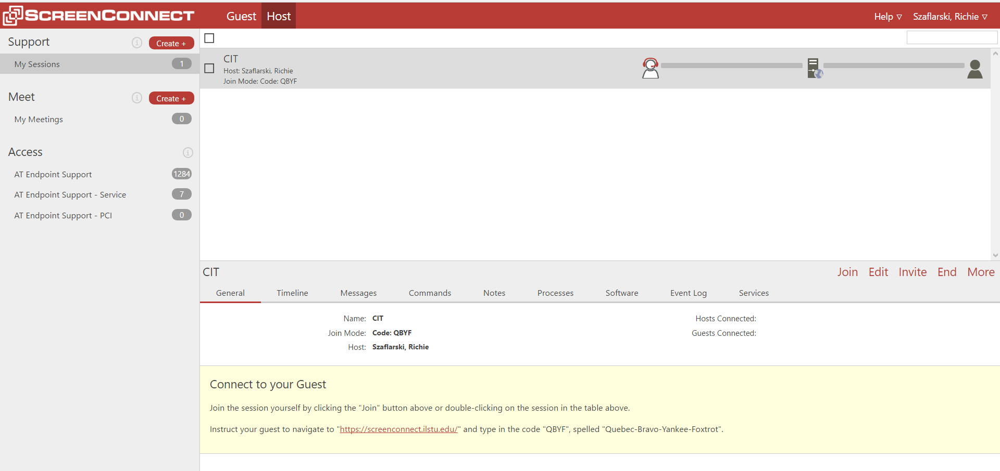 SCREENCONNECT
Guest Host
Help Szaflarski, Richie
Support Create +
My Sessions 1
Meet Create +
My Meetings 0
Access
AT Endpoint Support 1284
AT Endpoint Support - Service 7
AT Endpoint Support - PCI 0
CIT
Host: Szaflarski, Richie
Join Mode: Code: QBYF
CIT
Join Edit Invite End More
General Timeline Messages Commands Notes Processes Software Event Log Services
Name: CIT
Join Mode: Code: QBYF
Host: Szaflarski, Richie
Hosts Connected:
Guests Connected:
Connect to your Guest
Join the session yourself by clicking the "Join" button above or double-clicking on the session in the table above.
Instruct your guest to navigate to "https://screenconnect.ilstu.edu/" and type in the code "QBYF", spelled "Quebec-Bravo-Yankee-Foxtrot".